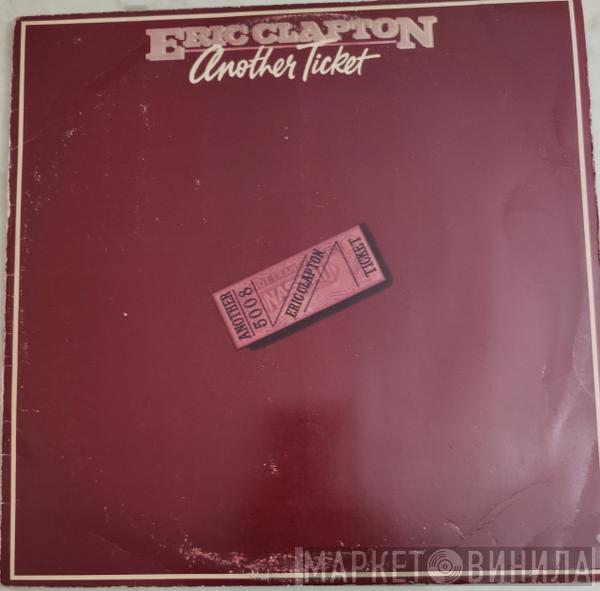 ERIC CLAPTON
Another Ticket
ANOTHER
5008
ERIC CLAPTON
TICKET
МАРКЕТ ВИНИЛА